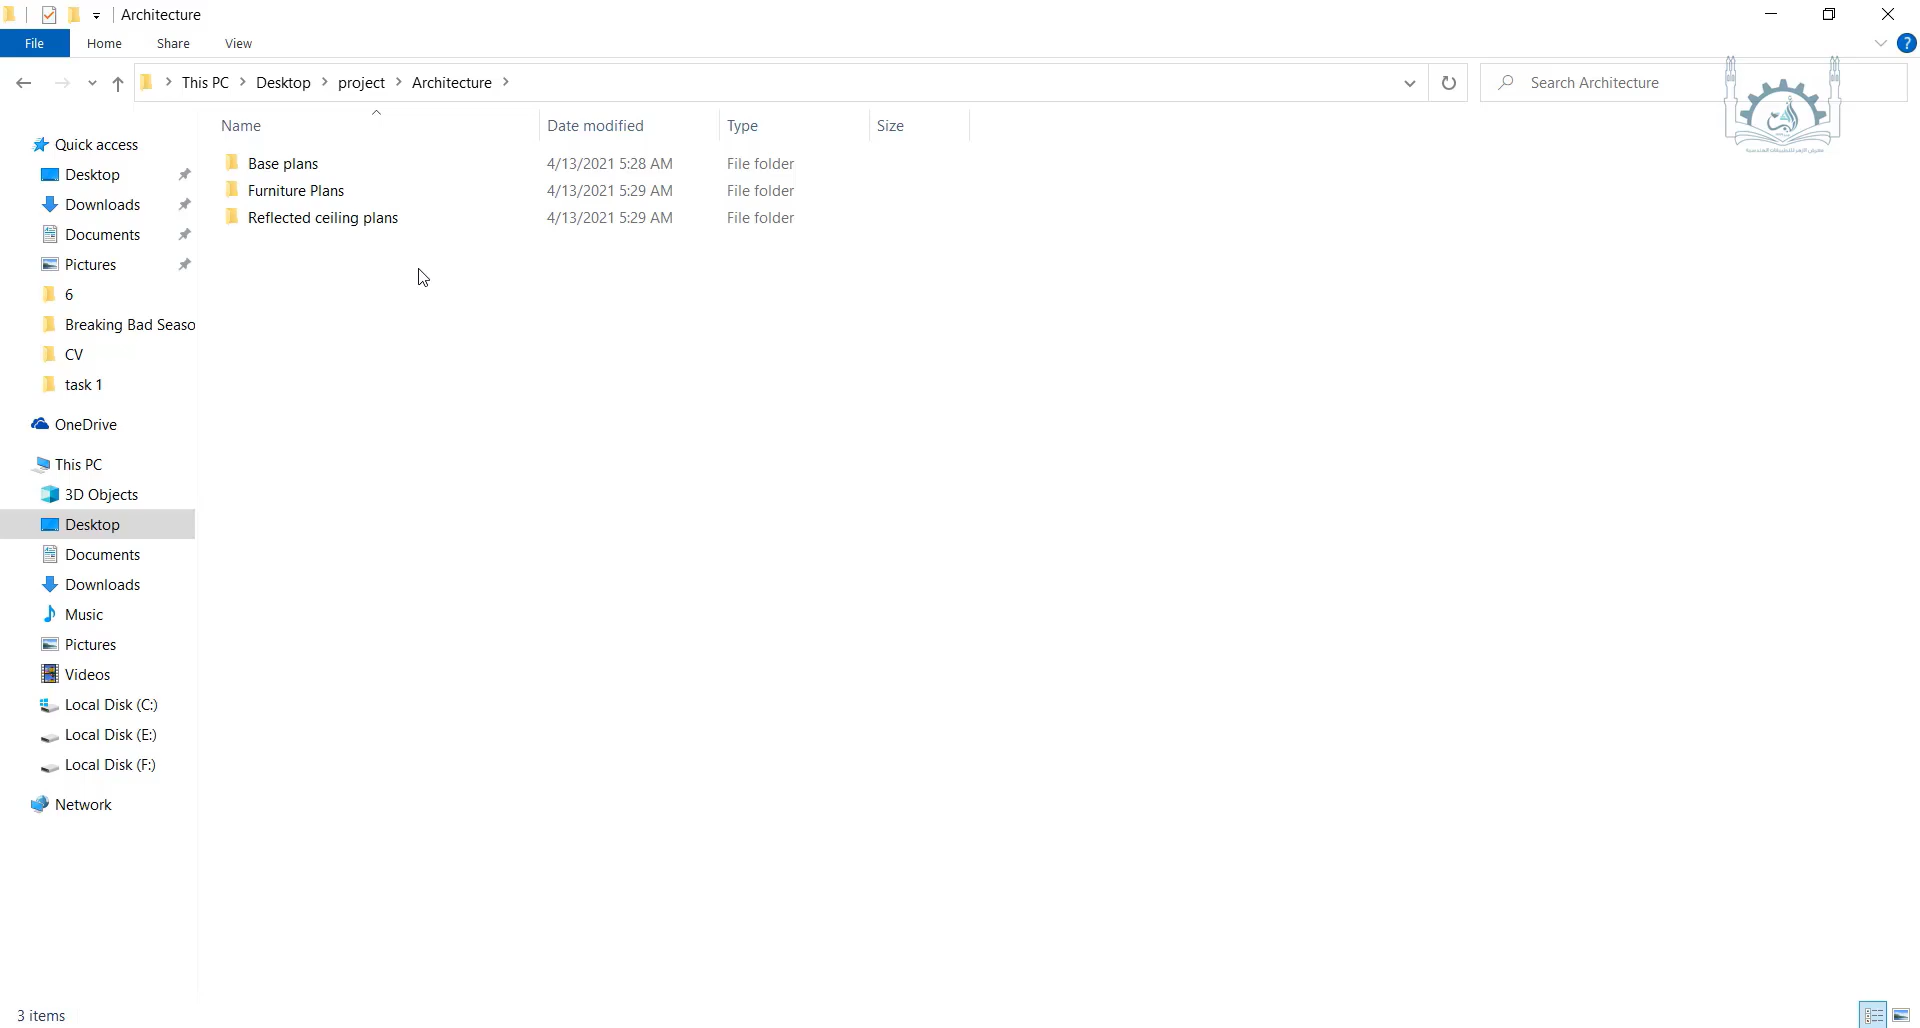 Architecture
File Home Share View
This PC Desktop project Architecture
Search Architecture
Name Date modified Type Size
Base plans 4/13/2021 5:28 AM File folder
Furniture Plans 4/13/2021 5:29 AM File folder
Reflected ceiling plans 4/13/2021 5:29 AM File folder
Quick access
Desktop
Downloads
Documents
Pictures
6
Breaking Bad Seaso
CV
task 1
OneDrive
This PC
3D Objects
Desktop
Documents
Downloads
Music
Pictures
Videos
Local Disk (C:)
Local Disk (E:)
Local Disk (F:)
Network
3 items